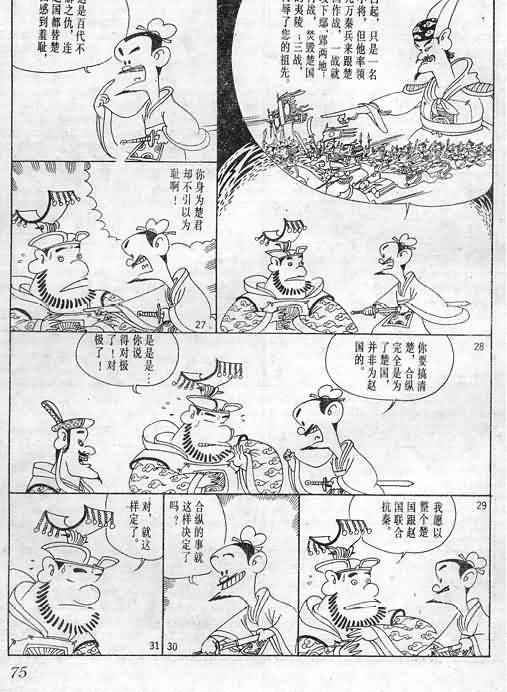 起，只是一名
小将，但他率领
万秦兵来跟楚
作战，一战就
下鄢、郢两地；
战，焚毁楚国
的夷陵；三战，
辱了您的祖先。
是百代不
解之仇，连
国都替楚
感到羞耻，
你身为楚君
却不引以为
耻啊！
27
28
你要搞清
楚，合纵
完全是为
了楚国，
并非为赵
国的。
是是是…
你说
得对极
了！对
极了！
29
我愿以
整个楚
国跟赵
国联合
抗秦。
合纵的事就
这样决定了
吗？
30
对，就这
样定了。
31
75